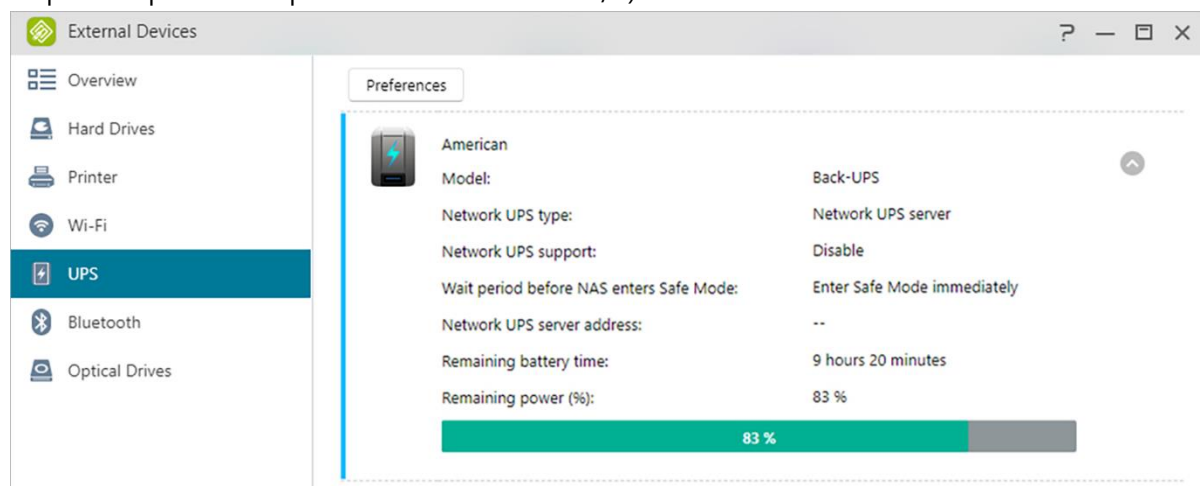 External Devices
Overview
Hard Drives
Printer
Wi-Fi
UPS
Bluetooth
Optical Drives
Preferences
American
Model: Back-UPS
Network UPS type: Network UPS server
Network UPS support: Disable
Wait period before NAS enters Safe Mode: Enter Safe Mode immediately
Network UPS server address: --
Remaining battery time: 9 hours 20 minutes
Remaining power (%): 83 %
83 %